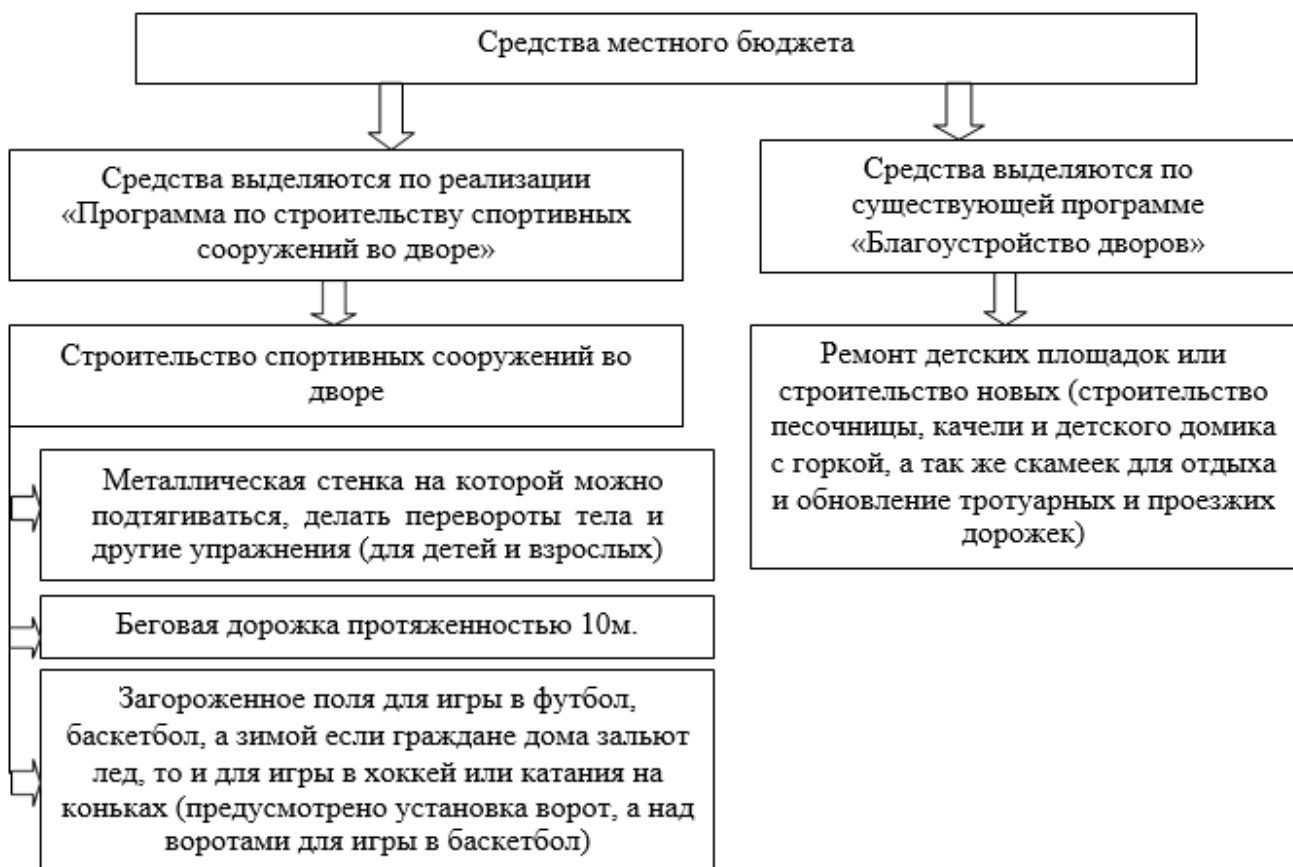 Средства местного бюджета
Средства выделяются по реализации
«Программа по строительству спортивных
сооружений во дворе»
Средства выделяются по
существующей программе
«Благоустройство дворов»
Строительство спортивных сооружений во
дворе
Ремонт детских площадок или
строительство новых (строительство
песочницы, качели и детского домика
с горкой, а так же скамеек для отдыха
и обновление тротуарных и проезжих
дорожек)
Металлическая стенка на которой можно
подтягиваться, делать перевороты тела и
другие упражнения (для детей и взрослых)
Беговая дорожка протяженностью 10м.
Загороженное поля для игры в футбол,
баскетбол, а зимой если граждане дома зальют
лед, то и для игры в хоккей или катания на
коньках (предусмотрено установка ворот, а над
воротами для игры в баскетбол)